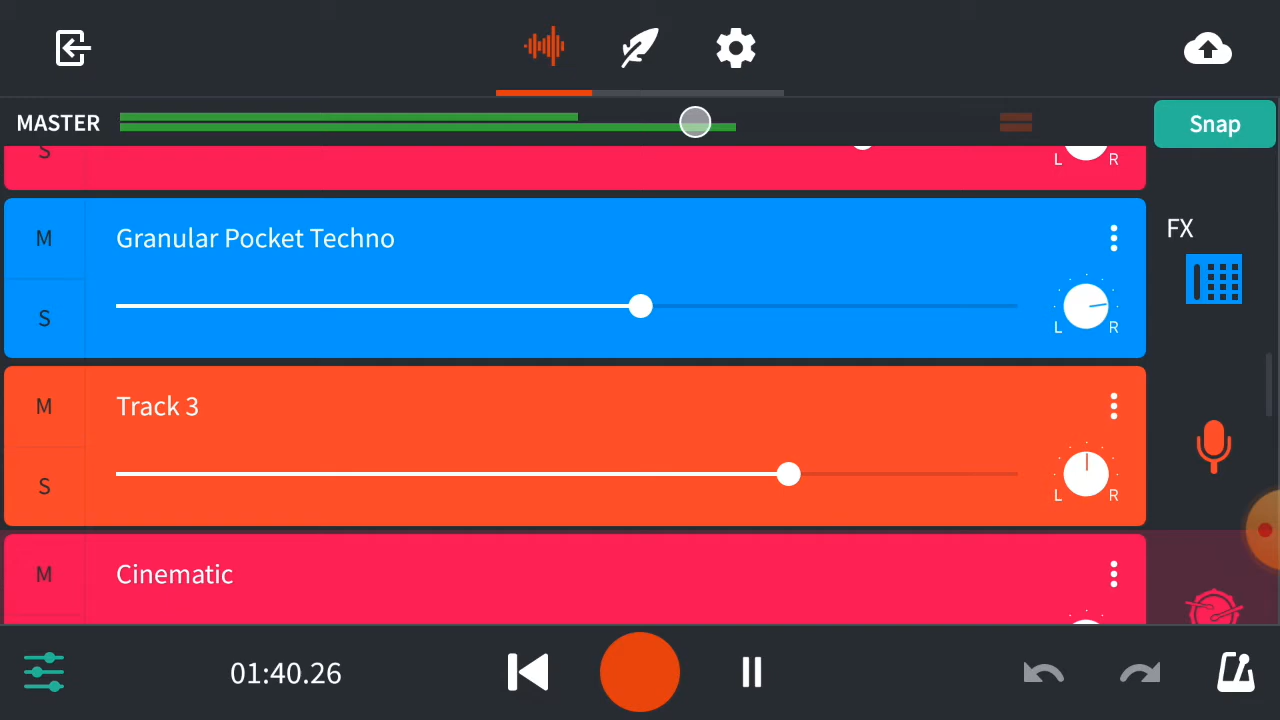 MASTER
Snap
S
L R
FX
M
Granular Pocket Techno
S
L R
M
Track 3
S
L R
M
Cinematic
01:40.26